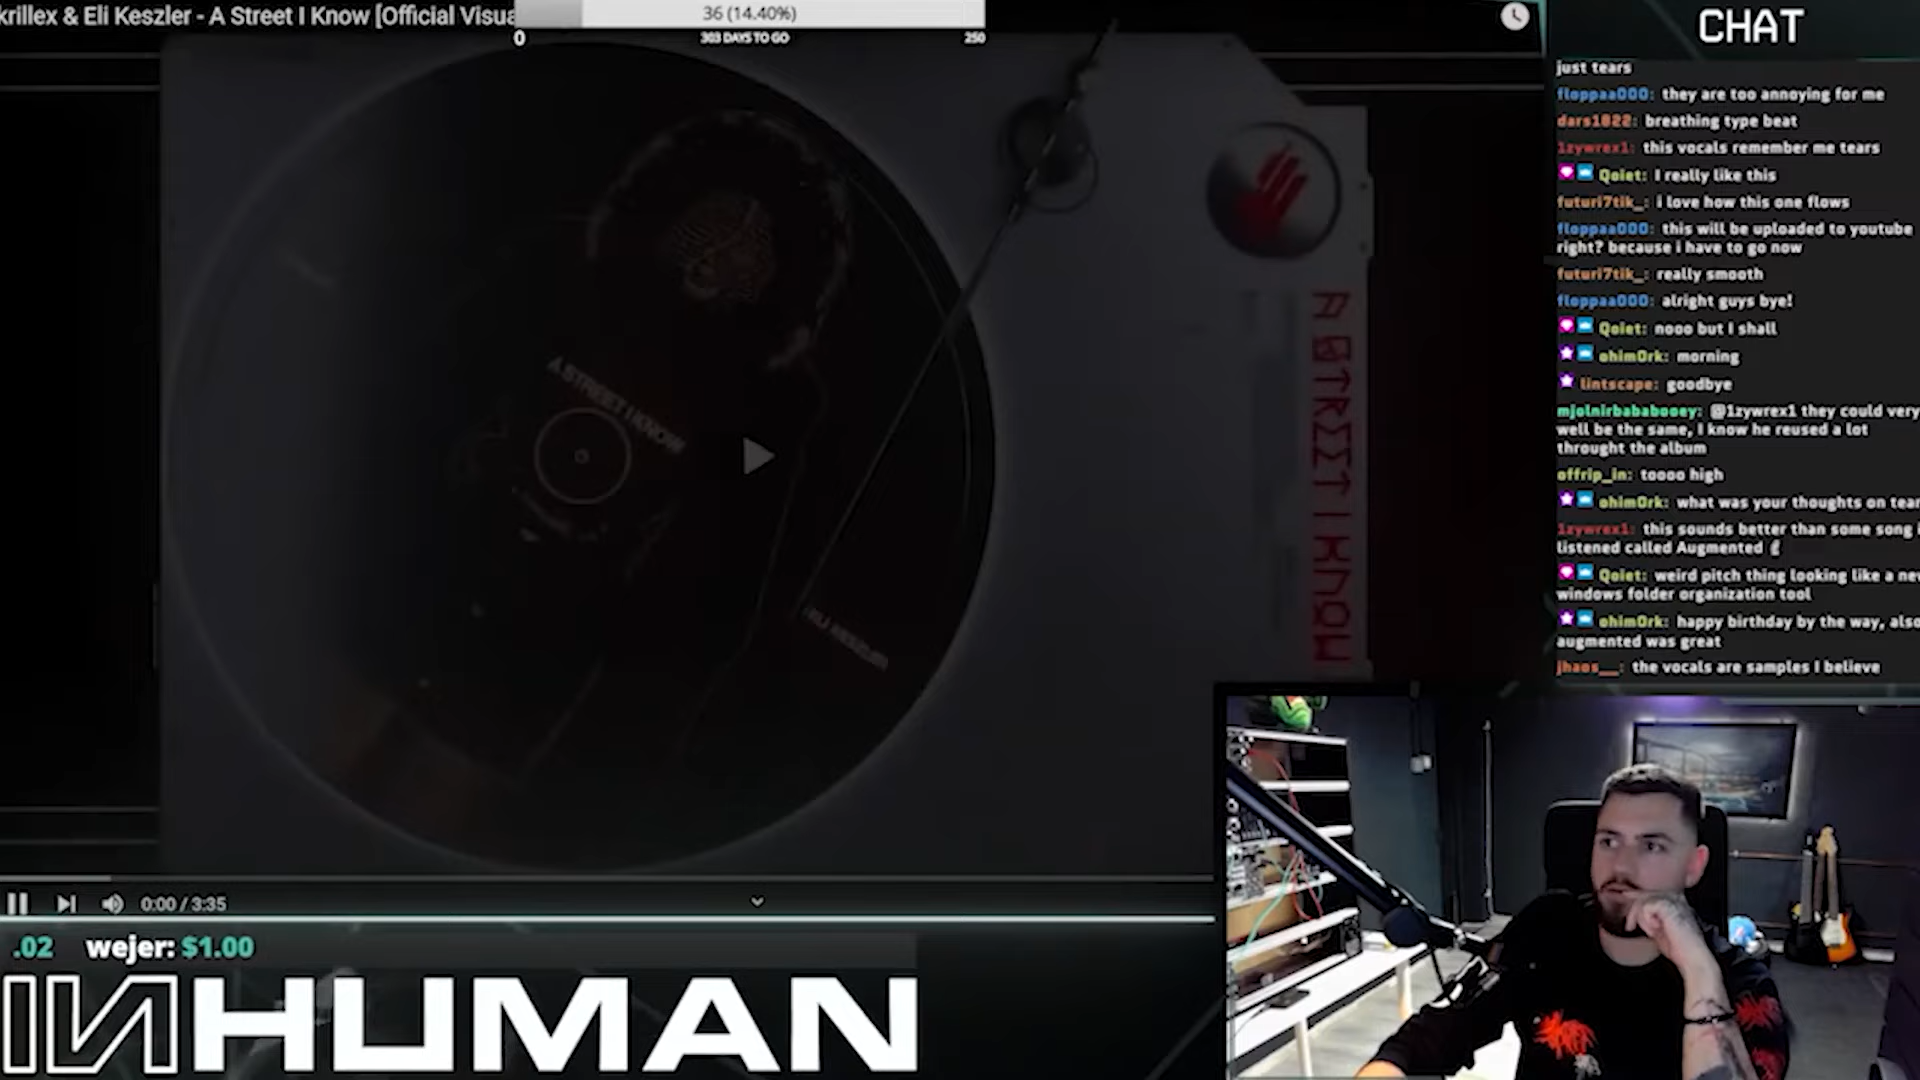 krillex & Eli Keszler - A Street I Know [Official Visua
36 (14.40%)
0
303 DAYS TO GO
250
CHAT
just tears
floppaa000: they are too annoying for me
dars1822: breathing type beat
1zywrex1: this vocals remember me tears
Qoiet: I really like this
futuri7tik_: i love how this one flows
floppaa000: this will be uploaded to youtube
right? because i have to go now
futuri7tik_: really smooth
floppaa000: alright guys bye!
Qoiet: nooo but I shall
ohim0rk: morning
lintscape: goodbye
mjolnirbababooey: @1zywrex1 they could very
well be the same, I know he reused a lot
throught the album
offrip_in: toooo high
ohim0rk: what was your thoughts on tear
1zywrex1: this sounds better than some song i
listened called Augmented
Qoiet: weird pitch thing looking like a new
windows folder organization tool
ohim0rk: happy birthday by the way, also
augmented was great
jhaos__: the vocals are samples I believe
A STREET I KNOW
A STREET I KNOW
0:00 / 3:35
.02 wejer: $1.00
INHUMAN